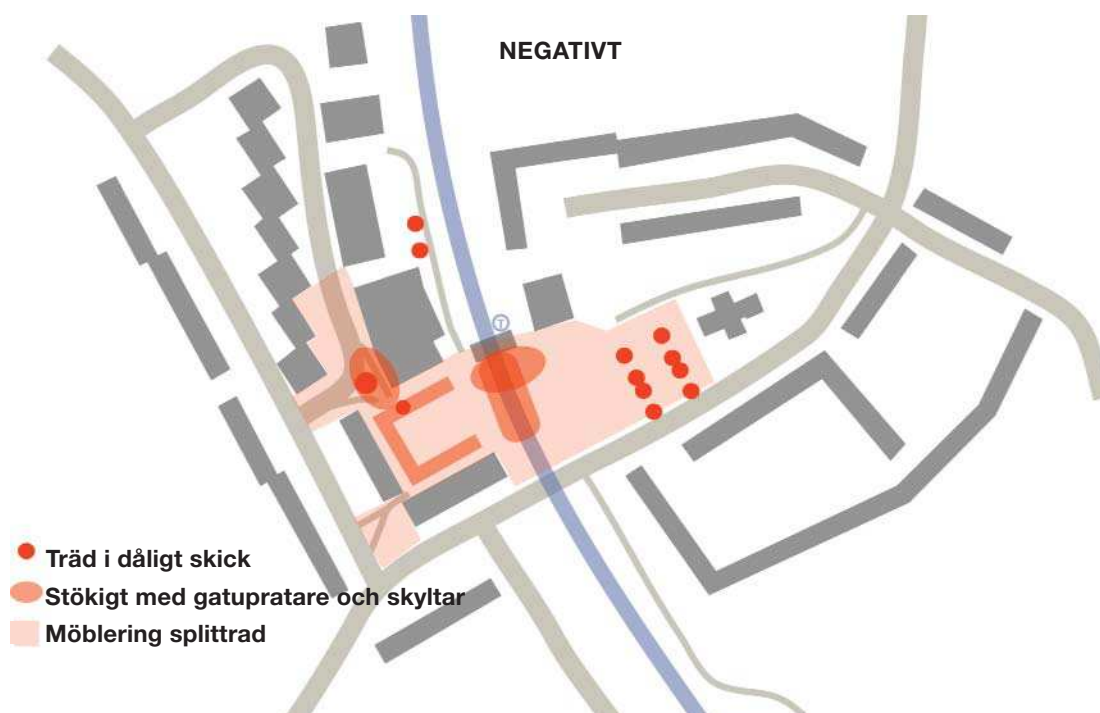 NEGATIVT
T
Träd i dåligt skick
Stökigt med gatupratare och skyltar
Möblering splittrad